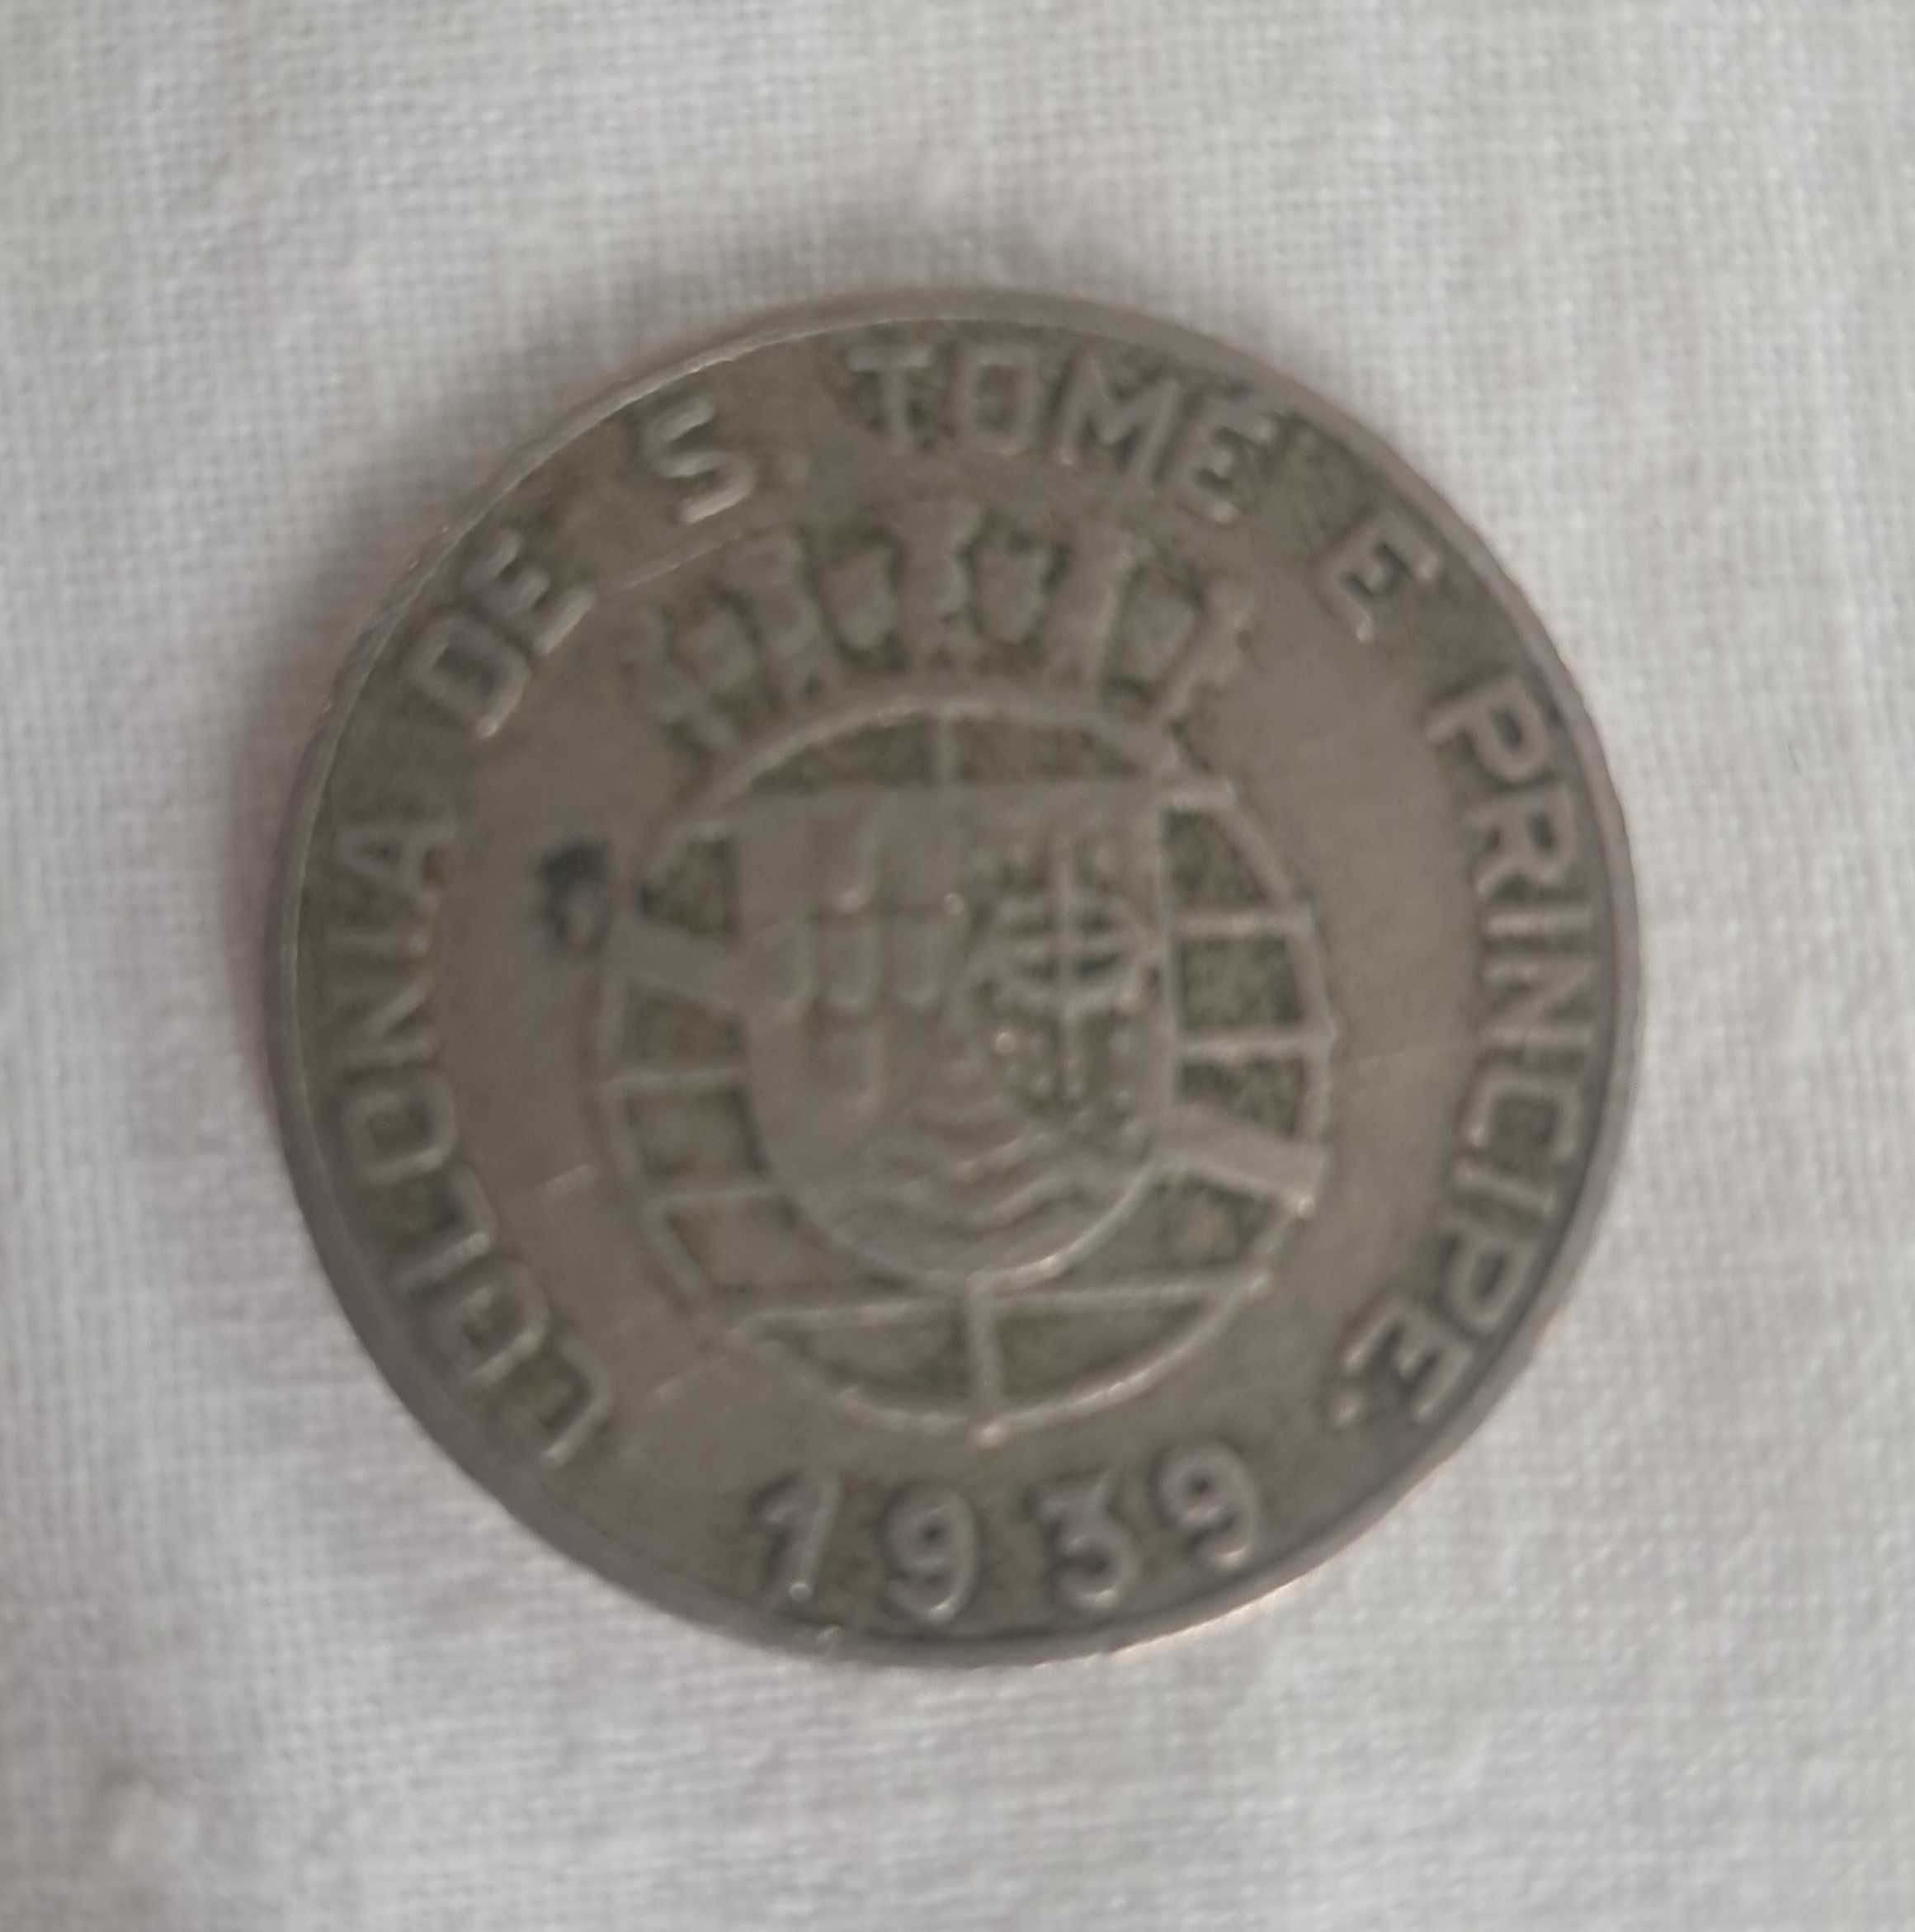 COLONIA DE S. TOMÉ E PRINCIPE.
1939